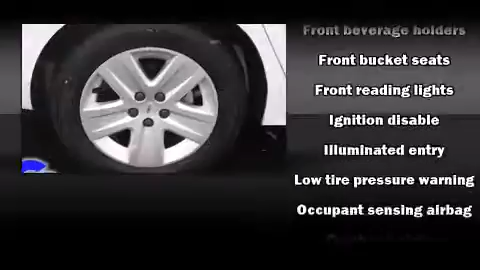 Front beverage holders
Front bucket seats
Front reading lights
Ignition disable
Illuminated entry
Low tire pressure warning
Occupant sensing airbag